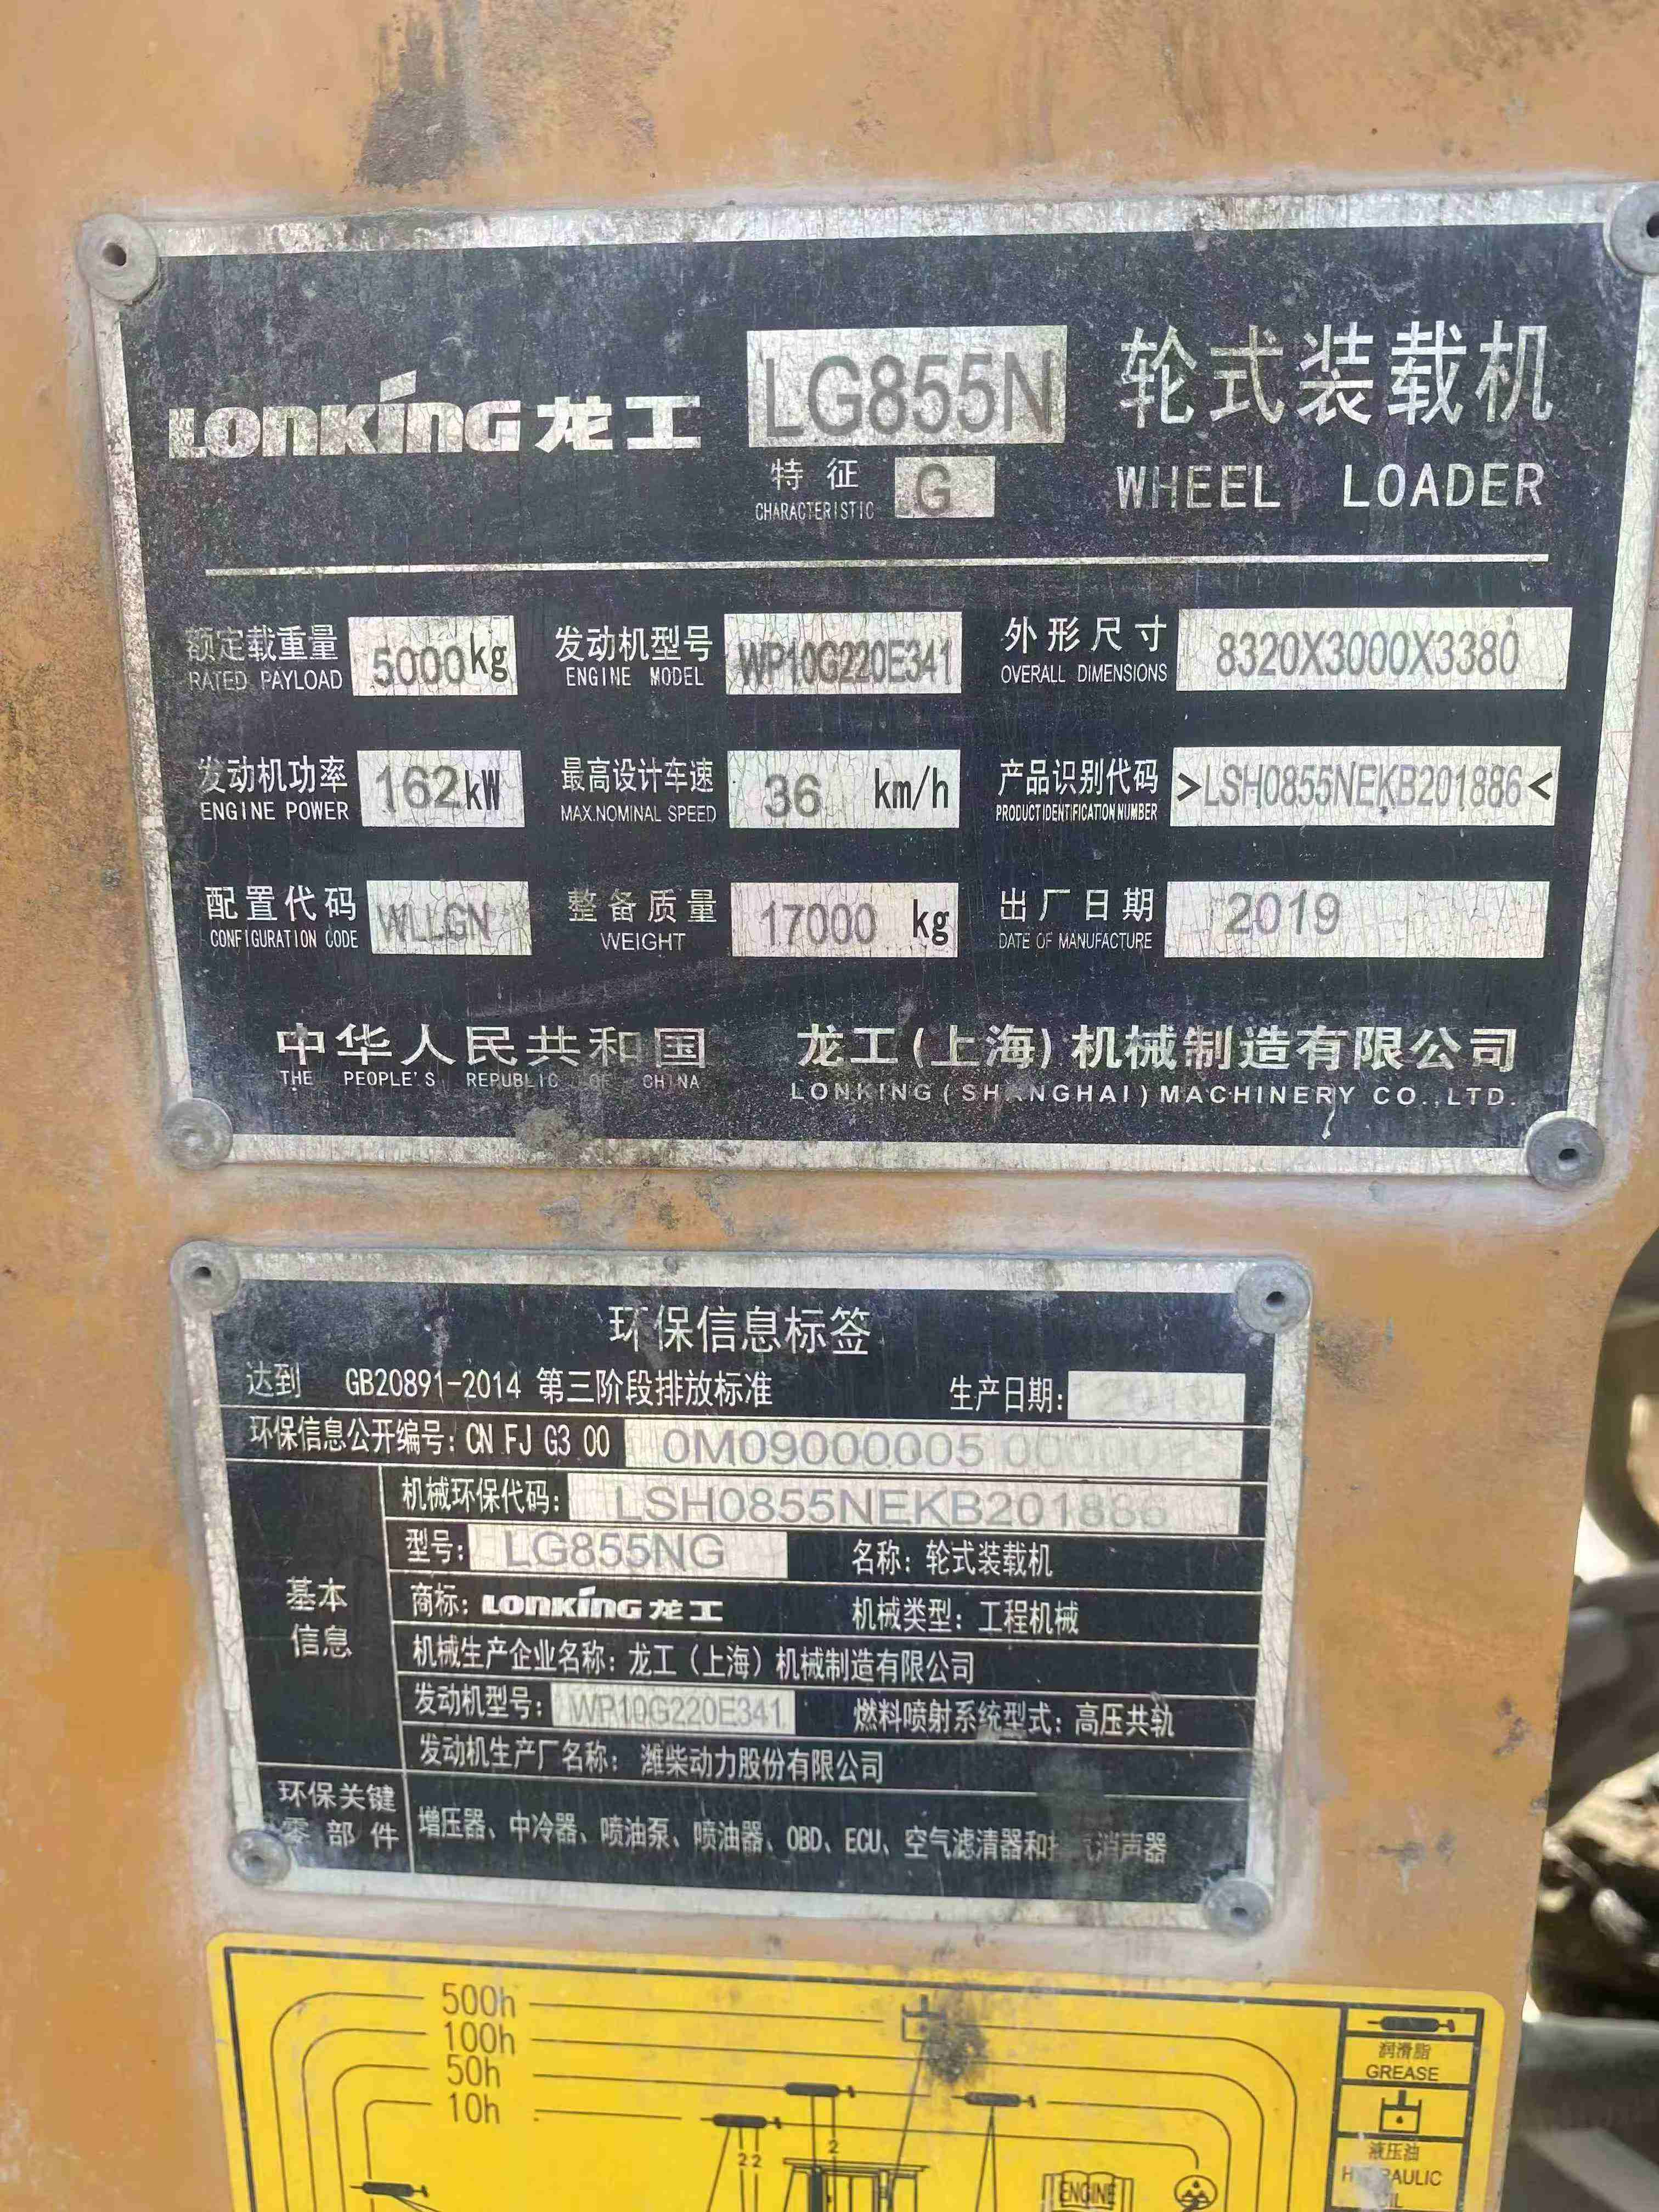 LONKING 龙工 LG855N 轮式装载机
特征 G
CHARACTERISTIC
WHEEL LOADER
额定载重量 5000kg
RATED PAYLOAD
发动机型号 WP10G220E341
ENGINE MODEL
外形尺寸 8320X3000X3380
OVERALL DIMENSIONS
发动机功率 162kW
ENGINE POWER
最高设计车速 36 km/h
MAX.NOMINAL SPEED
产品识别代码 >LSH0855NEKB201886<
PRODUCT IDENTIFICATION NUMBER
配置代码 WLLGN
CONFIGURATION CODE
整备质量 17000 kg
WEIGHT
出厂日期 2019
DATE OF MANUFACTURE
中华人民共和国 龙工(上海)机械制造有限公司
THE PEOPLE'S REPUBLIC OF CHINA LONKING(SHANGHAI)MACHINERY CO.,LTD.
环保信息标签
达到 GB20891-2014 第三阶段排放标准 生产日期:
环保信息公开编号: CN FJ G3 00 0M09000005
基本信息
机械环保代码: LSH0855NEKB201886
型号: LG855NG 名称: 轮式装载机
商标: LONKING 龙工 机械类型: 工程机械
机械生产企业名称: 龙工(上海)机械制造有限公司
发动机型号: WP10G220E341 燃料喷射系统型式: 高压共轨
发动机生产厂名称: 潍柴动力股份有限公司
环保关键零部件
增压器、中冷器、喷油泵、喷油器、OBD、ECU、空气滤清器和排气消声器
500h
100h
50h
10h
2 2
2
ENGINE
润滑脂
GREASE
液压油
HYDRAULIC